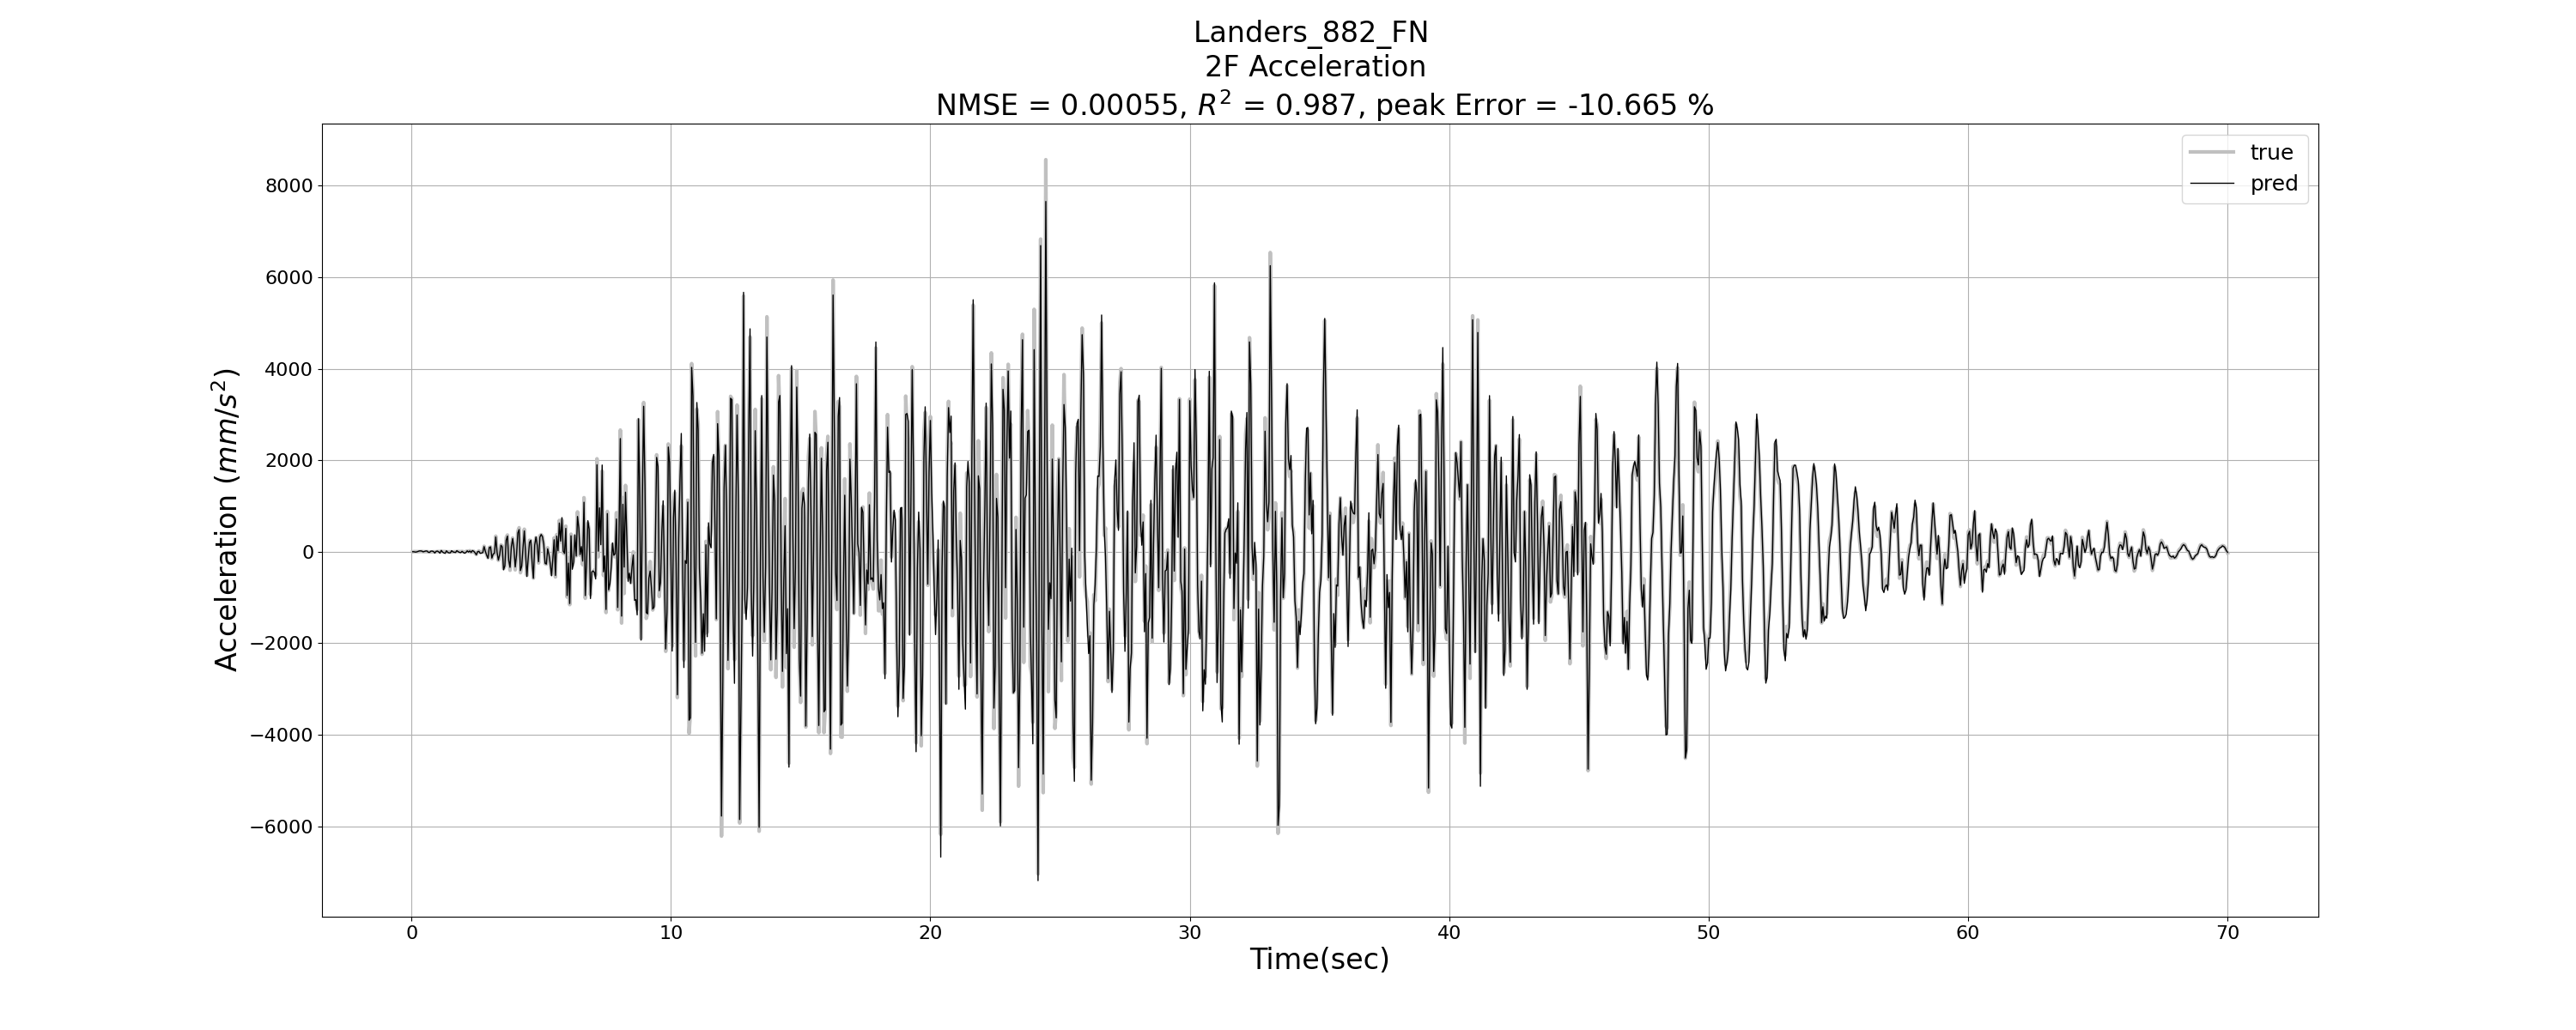 Landers_882_FN
2F Acceleration
NMSE = 0.00055, R² = 0.987, peak Error = -10.665 %
true
pred
8000
6000
4000
2000
0
−2000
−4000
−6000
Acceleration (mm/s²)
0 10 20 30 40 50 60 70
Time(sec)